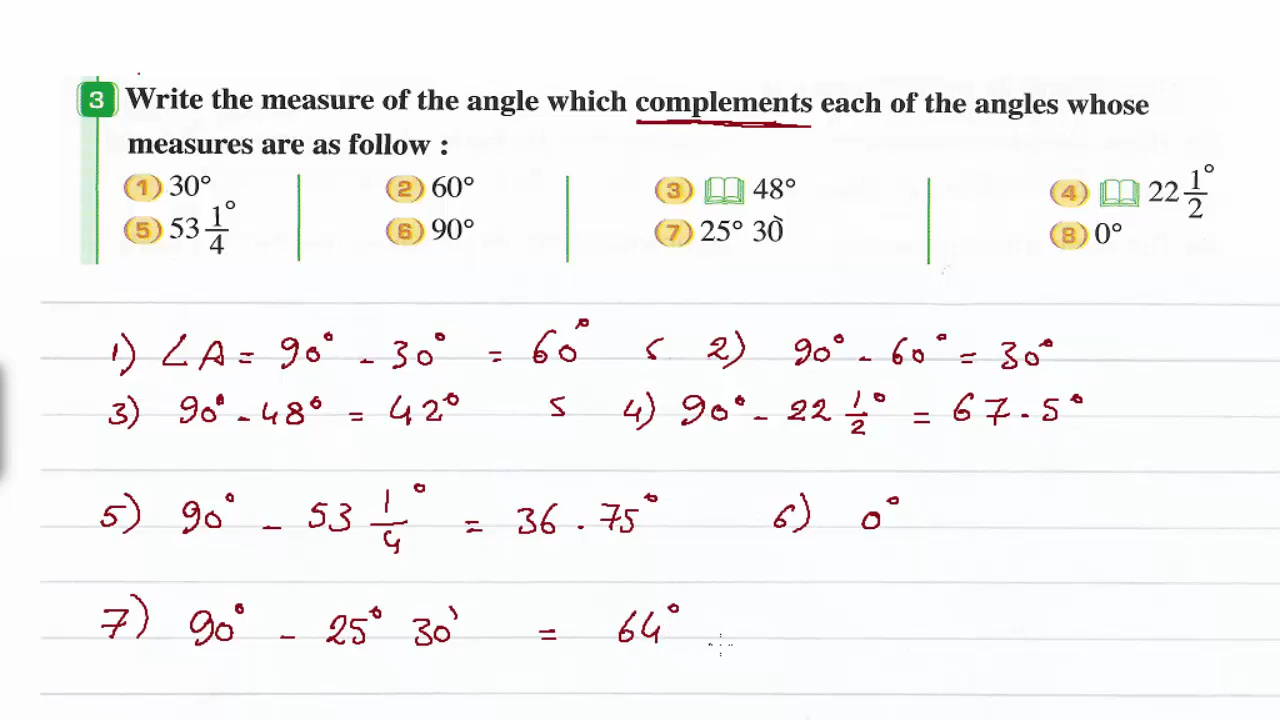 3 Write the measure of the angle which complements each of the angles whose
measures are as follow :
1 30° 2 60° 3 48° 4 22 1/2°
5 53 1/4° 6 90° 7 25° 30' 8 0°
1) ∠A = 90° - 30° = 60° , 2) 90° - 60° = 30°
3) 90° - 48° = 42° , 4) 90° - 22 1/2° = 67.5°
5) 90° - 53 1/4° = 36.75° 6) 0°
7) 90° - 25° 30' = 64°